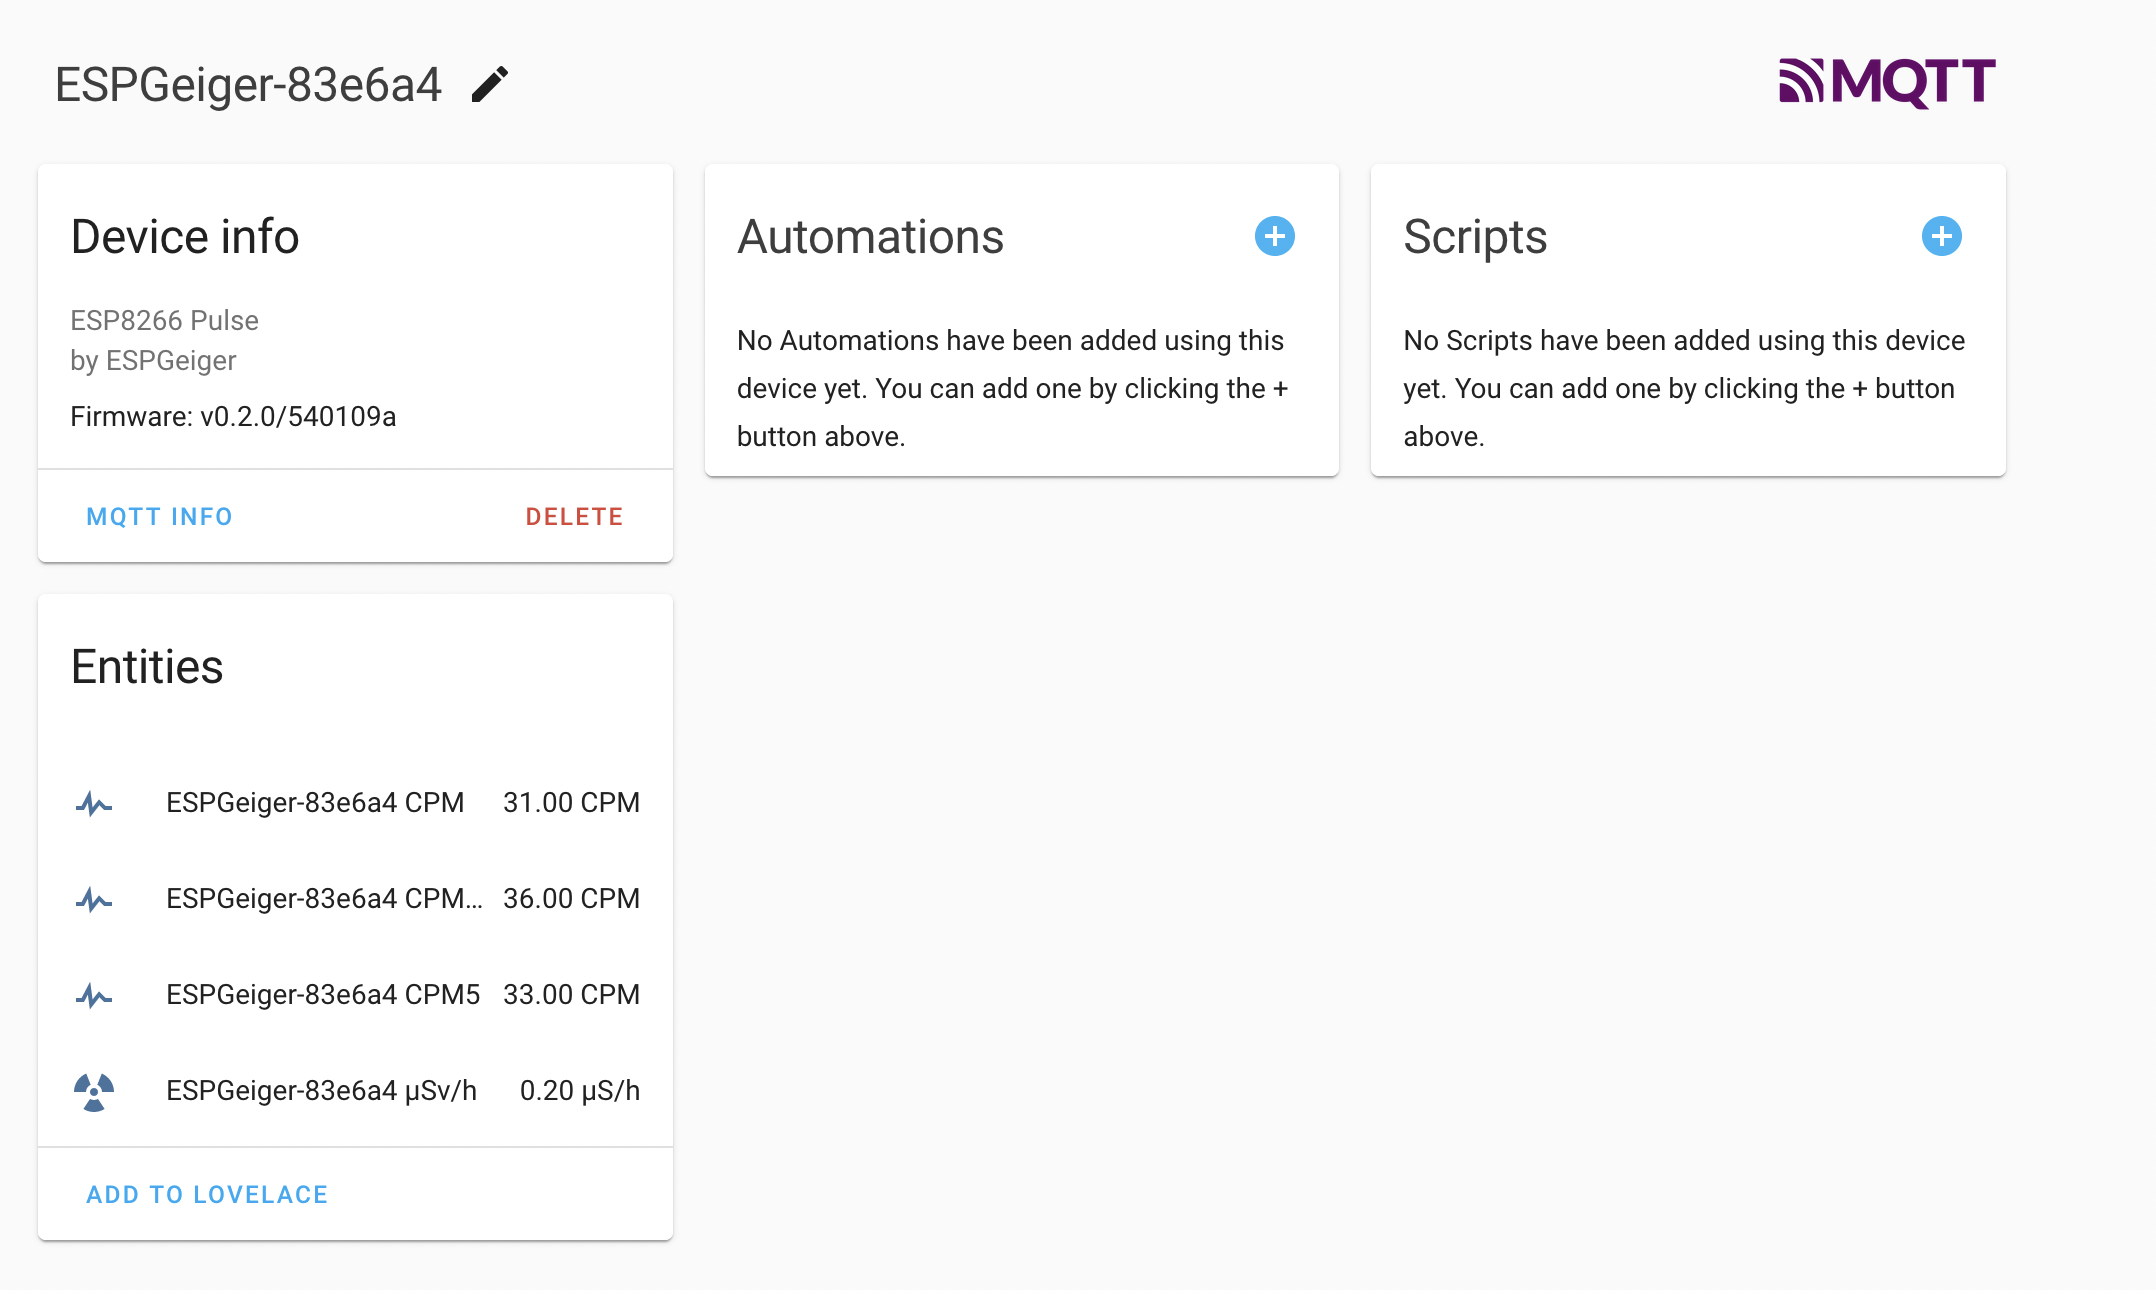 ESPGeiger-83e6a4
MQTT
Device info
ESP8266 Pulse
by ESPGeiger
Firmware: v0.2.0/540109a
MQTT INFO
DELETE
Automations
No Automations have been added using this
device yet. You can add one by clicking the +
button above.
Scripts
No Scripts have been added using this device
yet. You can add one by clicking the + button
above.
Entities
ESPGeiger-83e6a4 CPM 31.00 CPM
ESPGeiger-83e6a4 CPM... 36.00 CPM
ESPGeiger-83e6a4 CPM5 33.00 CPM
ESPGeiger-83e6a4 µSv/h 0.20 µS/h
ADD TO LOVELACE